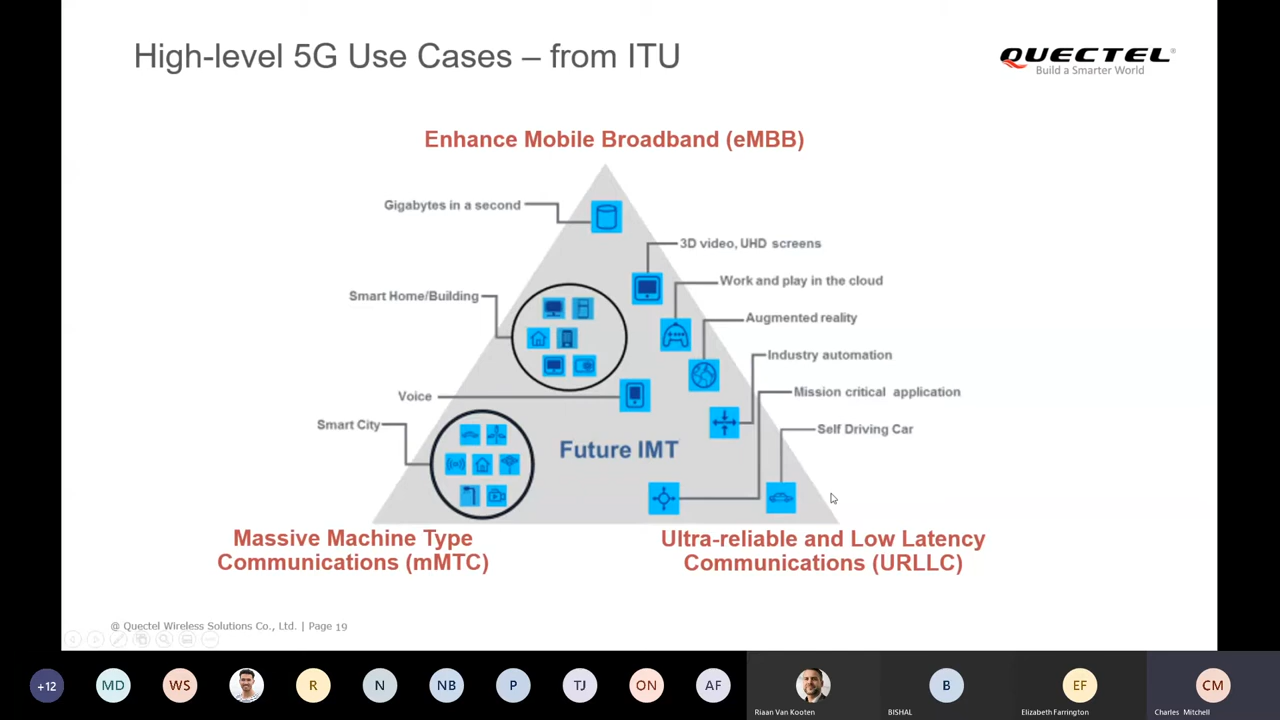 High-level 5G Use Cases – from ITU
QUECTEL®
Build a Smarter World
Enhance Mobile Broadband (eMBB)
Gigabytes in a second
3D video, UHD screens
Work and play in the cloud
Smart Home/Building
Augmented reality
Industry automation
Voice
Mission critical application
Smart City
Self Driving Car
Future IMT
Massive Machine Type
Communications (mMTC)
Ultra-reliable and Low Latency
Communications (URLLC)
@ Quectel Wireless Solutions Co., Ltd. | Page 19
+12
MD
WS
R
N
NB
P
TJ
ON
AF
Riaan Van Kooten
B
BISHAL
EF
Elizabeth Farrington
CM
Charles Mitchell